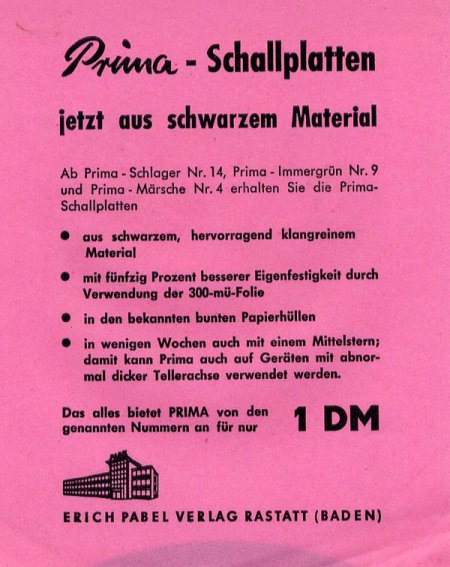 Prima - Schallplatten
jetzt aus schwarzem Material
Ab Prima - Schlager Nr. 14, Prima - Immergrün Nr. 9
und Prima - Märsche Nr. 4 erhalten Sie die Prima-
Schallplatten
• aus schwarzem, hervorragend klangreinem
Material
• mit fünfzig Prozent besserer Eigenfestigkeit durch
Verwendung der 300-mü-Folie
• in den bekannten bunten Papierhüllen
• in wenigen Wochen auch mit einem Mittelstern;
damit kann Prima auch auf Geräten mit abnor-
mal dicker Tellerachse verwendet werden.
Das alles bietet PRIMA von den
genannten Nummern an für nur 1 DM
ERICH PABEL VERLAG RASTATT (BADEN)